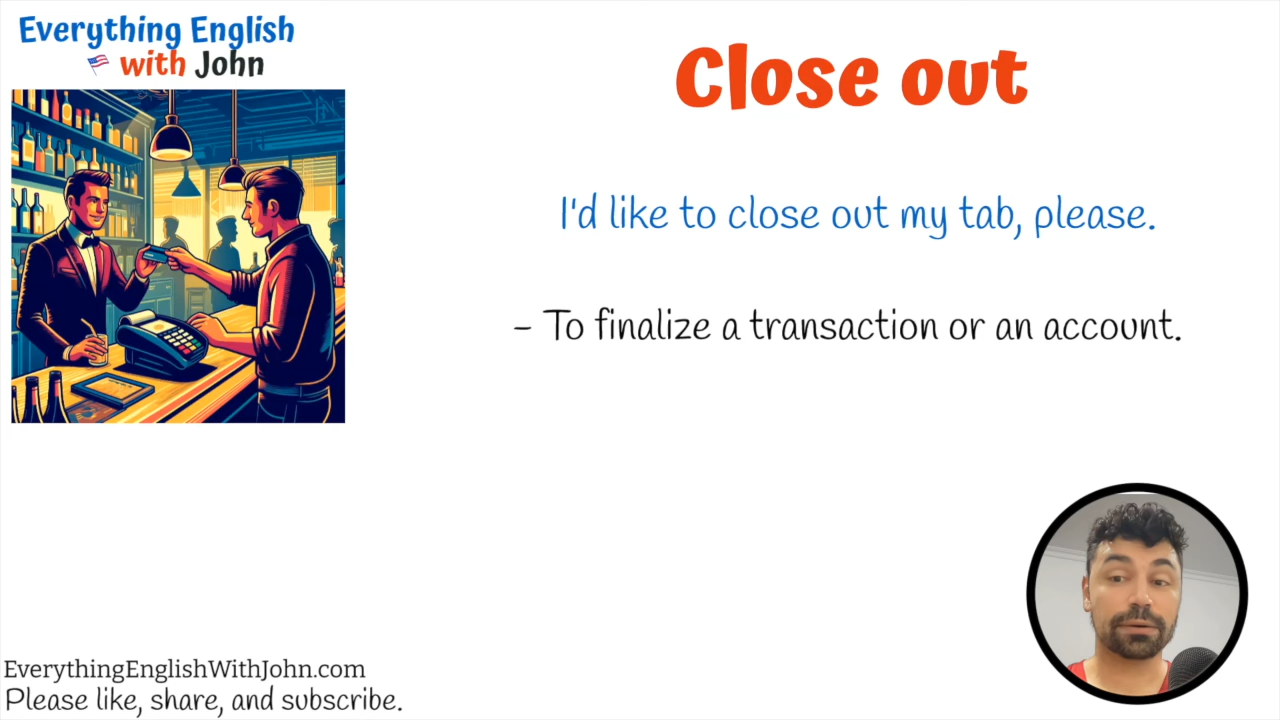 Everything English
with John
Close out
I'd like to close out my tab, please.
- To finalize a transaction or an account.
EverythingEnglishWithJohn.com
Please like, share, and subscribe.